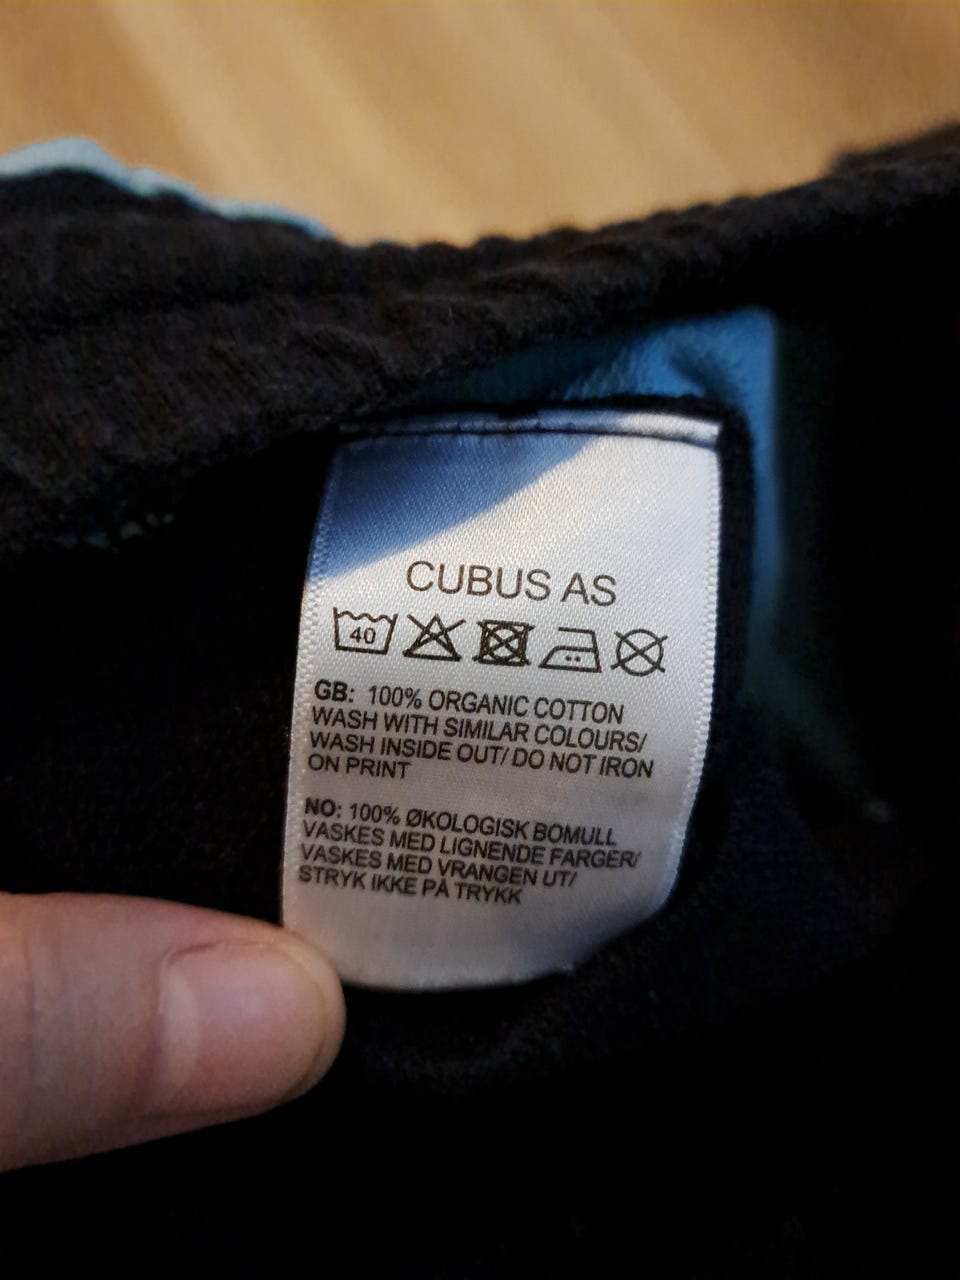 CUBUS AS
40
GB: 100% ORGANIC COTTON
WASH WITH SIMILAR COLOURS/
WASH INSIDE OUT/ DO NOT IRON
ON PRINT
NO: 100% ØKOLOGISK BOMULL
VASKES MED LIGNENDE FARGER/
VASKES MED VRANGEN UT/
STRYK IKKE PÅ TRYKK